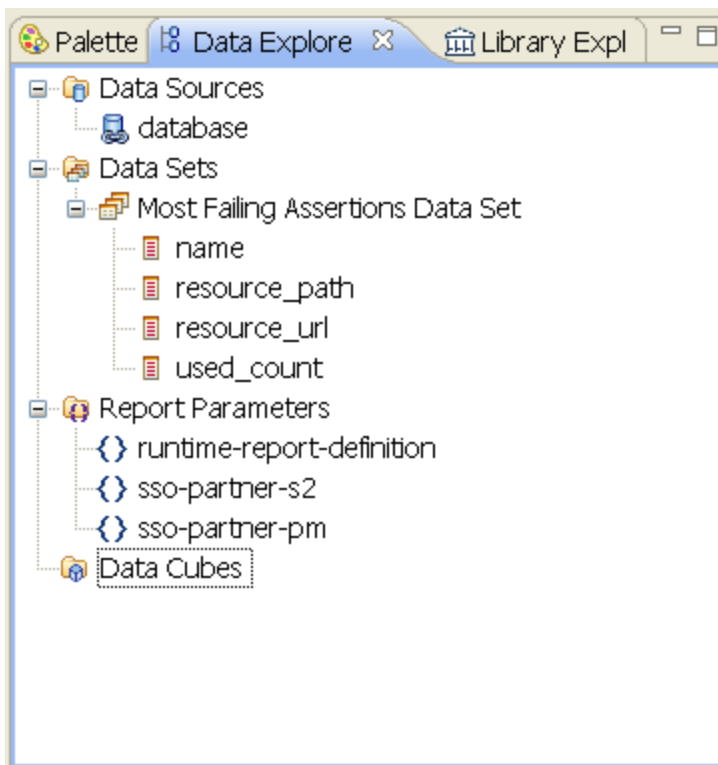 Palette Data Explore Library Expl
Data Sources
database
Data Sets
Most Failing Assertions Data Set
name
resource_path
resource_url
used_count
Report Parameters
runtime-report-definition
sso-partner-s2
sso-partner-pm
Data Cubes